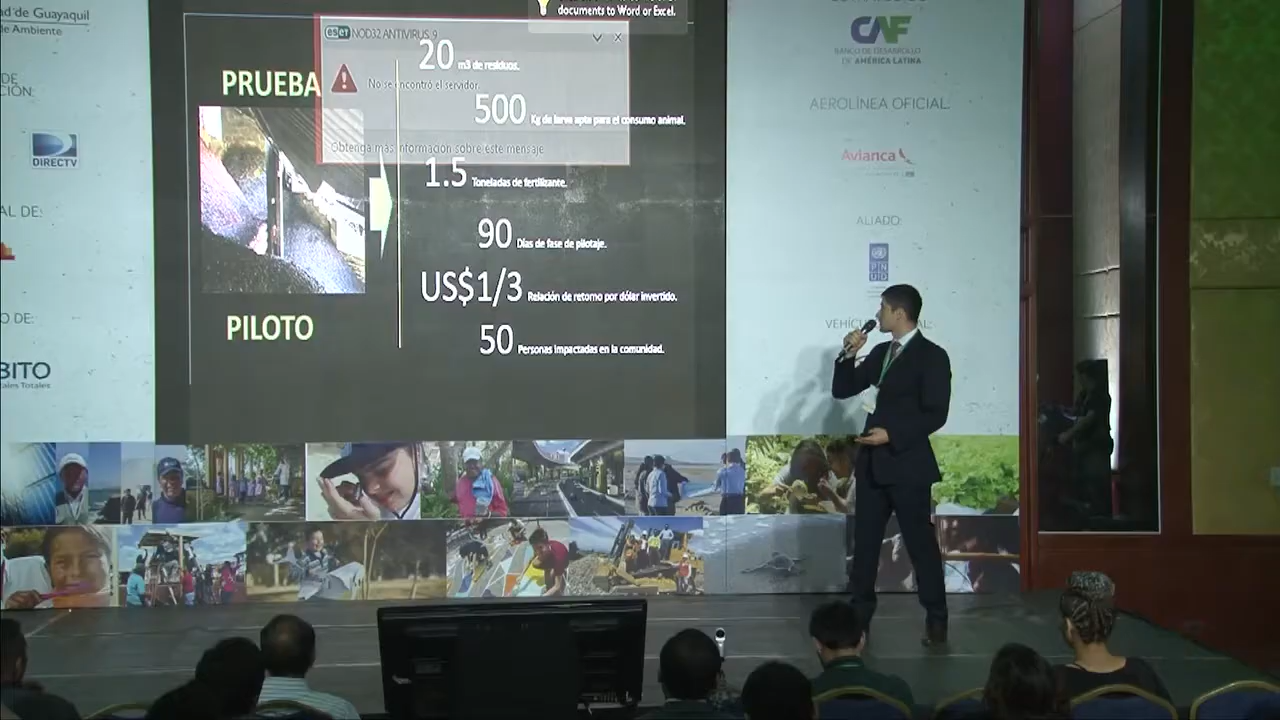 ad de Guayaquil
de Ambiente
DE
CIÓN:
DIRECTV
AL DE:
O DE:
BITO
ales Totales
documents to Word or Excel.
eset NOD32 ANTIVIRUS 9
No se encontró el servidor
Obtenga más información sobre este mensaje
PRUEBA
PILOTO
20 m3 de residuos.
500 Kg de larva apta para el consumo animal.
1.5 Toneladas de fertilizante.
90 Días de fase de pilotaje.
US$1/3 Relación de retorno por dólar invertido.
50 Personas impactadas en la comunidad.
CAF
BANCO DE DESARROLLO
DE AMÉRICA LATINA
AEROLÍNEA OFICIAL:
Avianca
ALIADO:
P N
U D